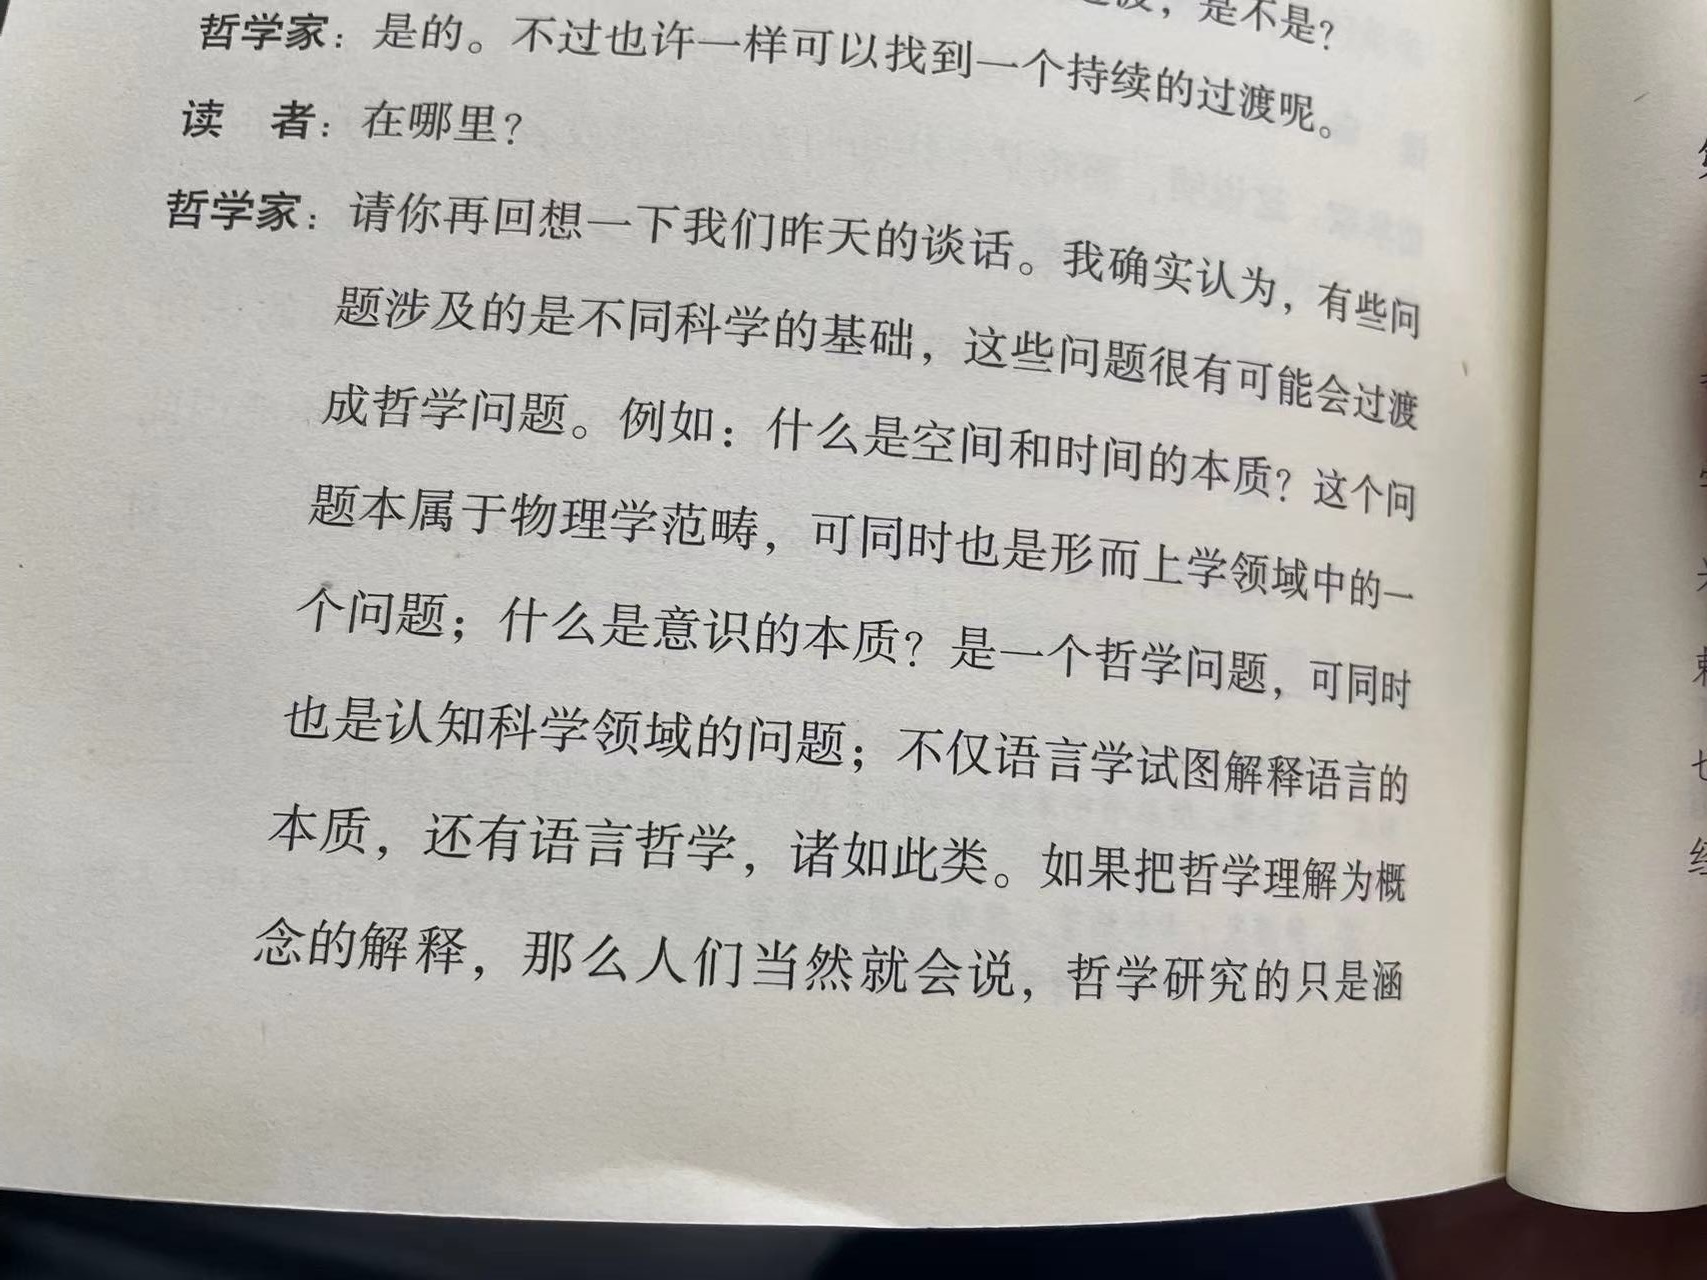 ，是不是？
哲学家：是的。不过也许一样可以找到一个持续的过渡呢。
读　者：在哪里？
哲学家：请你再回想一下我们昨天的谈话。我确实认为，有些问
题涉及的是不同科学的基础，这些问题很有可能会过渡
成哲学问题。例如：什么是空间和时间的本质？这个问
题本属于物理学范畴，可同时也是形而上学领域中的一
个问题；什么是意识的本质？是一个哲学问题，可同时
也是认知科学领域的问题；不仅语言学试图解释语言的
本质，还有语言哲学，诸如此类。如果把哲学理解为概
念的解释，那么人们当然就会说，哲学研究的只是涵